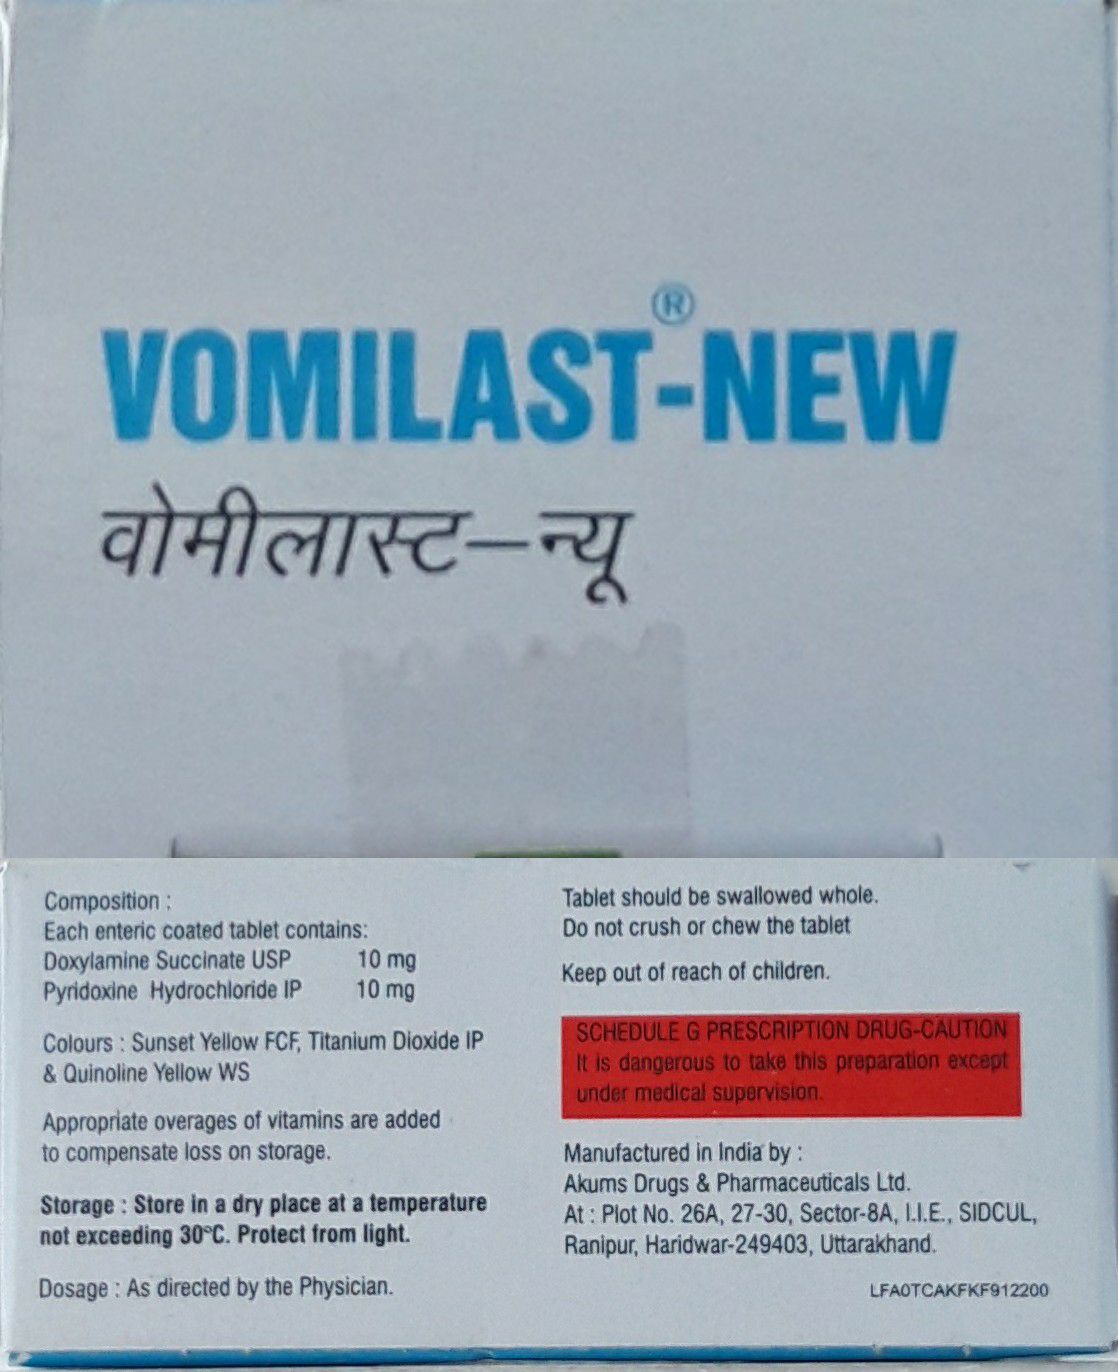 VOMILAST®-NEW
वोमीलास्ट–न्यू
Composition :
Each enteric coated tablet contains:
Doxylamine Succinate USP 10 mg
Pyridoxine Hydrochloride IP 10 mg
Colours : Sunset Yellow FCF, Titanium Dioxide IP
& Quinoline Yellow WS
Appropriate overages of vitamins are added
to compensate loss on storage.
Storage : Store in a dry place at a temperature
not exceeding 30°C. Protect from light.
Dosage : As directed by the Physician.
Tablet should be swallowed whole.
Do not crush or chew the tablet
Keep out of reach of children.
SCHEDULE G PRESCRIPTION DRUG-CAUTION
It is dangerous to take this preparation except
under medical supervision.
Manufactured in India by :
Akums Drugs & Pharmaceuticals Ltd.
At : Plot No. 26A, 27-30, Sector-8A, I.I.E., SIDCUL,
Ranipur, Haridwar-249403, Uttarakhand.
LFA0TCAKFKF912200